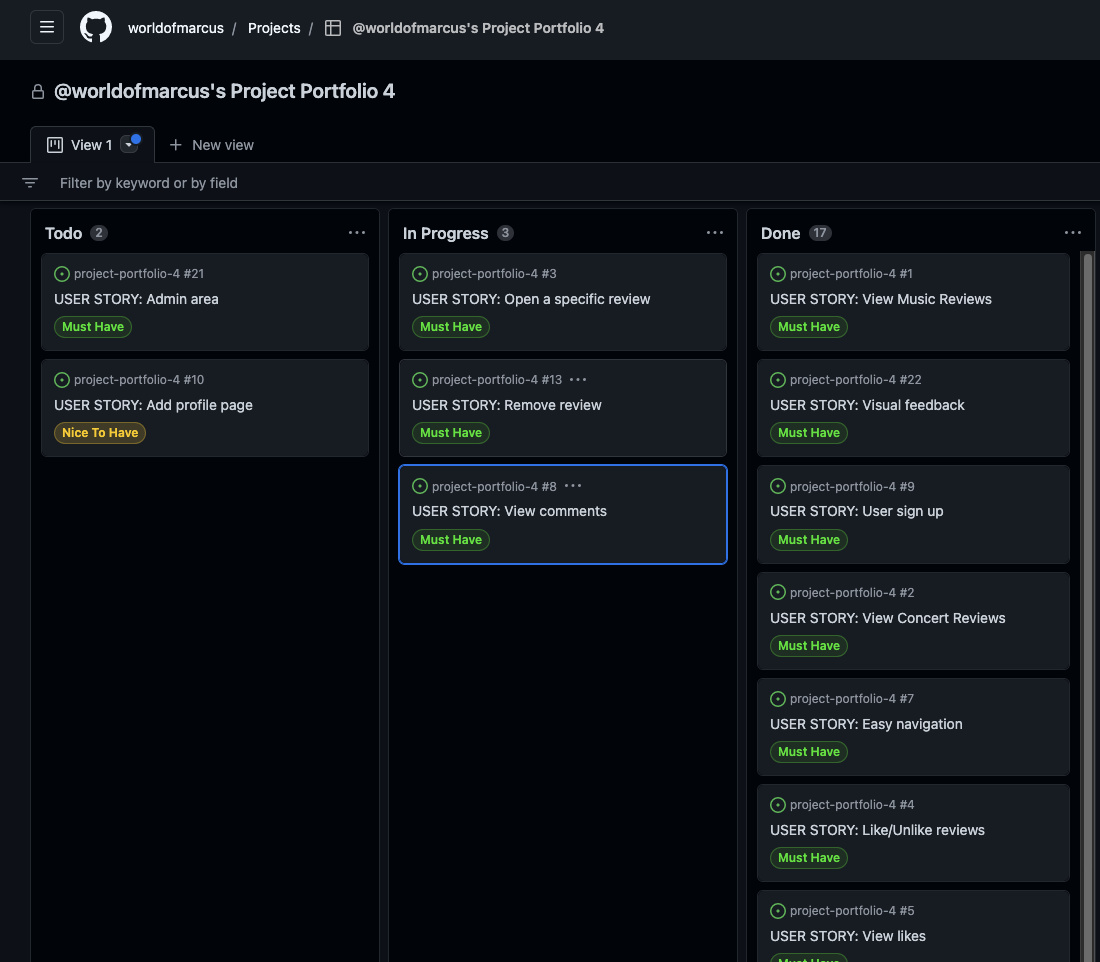 worldofmarcus / Projects / @worldofmarcus's Project Portfolio 4
@worldofmarcus's Project Portfolio 4
View 1
New view
Filter by keyword or by field
Todo 2
project-portfolio-4 #21
USER STORY: Admin area
Must Have
project-portfolio-4 #10
USER STORY: Add profile page
Nice To Have
In Progress 3
project-portfolio-4 #3
USER STORY: Open a specific review
Must Have
project-portfolio-4 #13
USER STORY: Remove review
Must Have
project-portfolio-4 #8
USER STORY: View comments
Must Have
Done 17
project-portfolio-4 #1
USER STORY: View Music Reviews
Must Have
project-portfolio-4 #22
USER STORY: Visual feedback
Must Have
project-portfolio-4 #9
USER STORY: User sign up
Must Have
project-portfolio-4 #2
USER STORY: View Concert Reviews
Must Have
project-portfolio-4 #7
USER STORY: Easy navigation
Must Have
project-portfolio-4 #4
USER STORY: Like/Unlike reviews
Must Have
project-portfolio-4 #5
USER STORY: View likes
Must Have